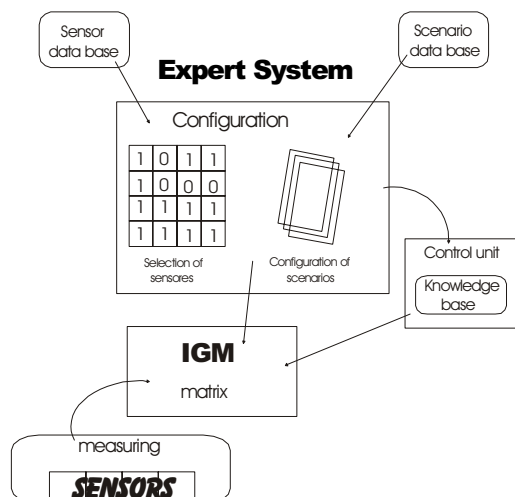 Sensor
data base
Scenario
data base
Expert System
Configuration
1 0 1 1
1 0 0 0
1 1 1 1
1 1 1 1
Selection of
sensores
Configuration of
scenarios
Control unit
Knowledge
base
IGM
matrix
measuring
SENSORS